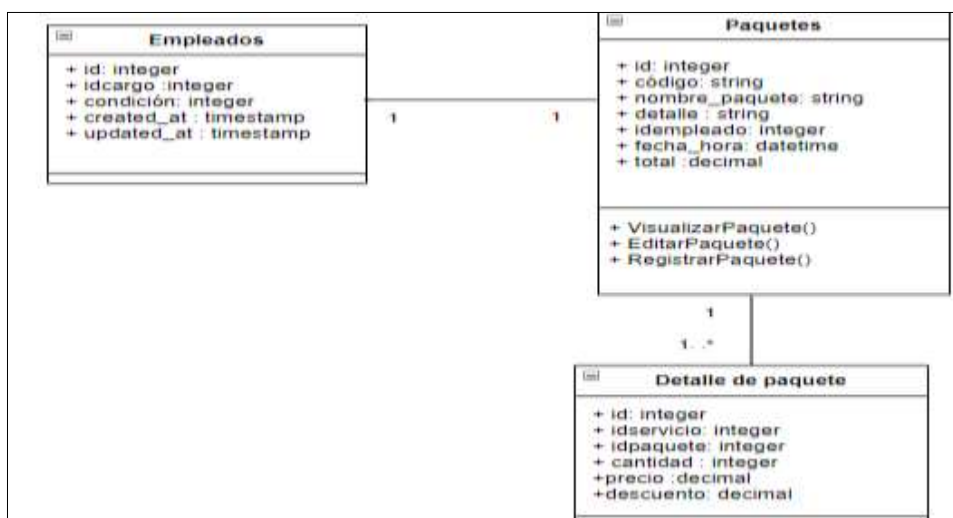 Empleados
+ id: integer
+ idcargo :integer
+ condición: integer
+ created_at : timestamp
+ updated_at : timestamp
1
1
Paquetes
+ id: integer
+ código: string
+ nombre_paquete: string
+ detalle : string
+ idempleado: integer
+ fecha_hora: datetime
+ total :decimal
+ VisualizarPaquete()
+ EditarPaquete()
+ RegistrarPaquete()
1
1..*
Detalle de paquete
+ id: integer
+ idservicio: integer
+ idpaquete: integer
+ cantidad : integer
+precio :decimal
+descuento: decimal